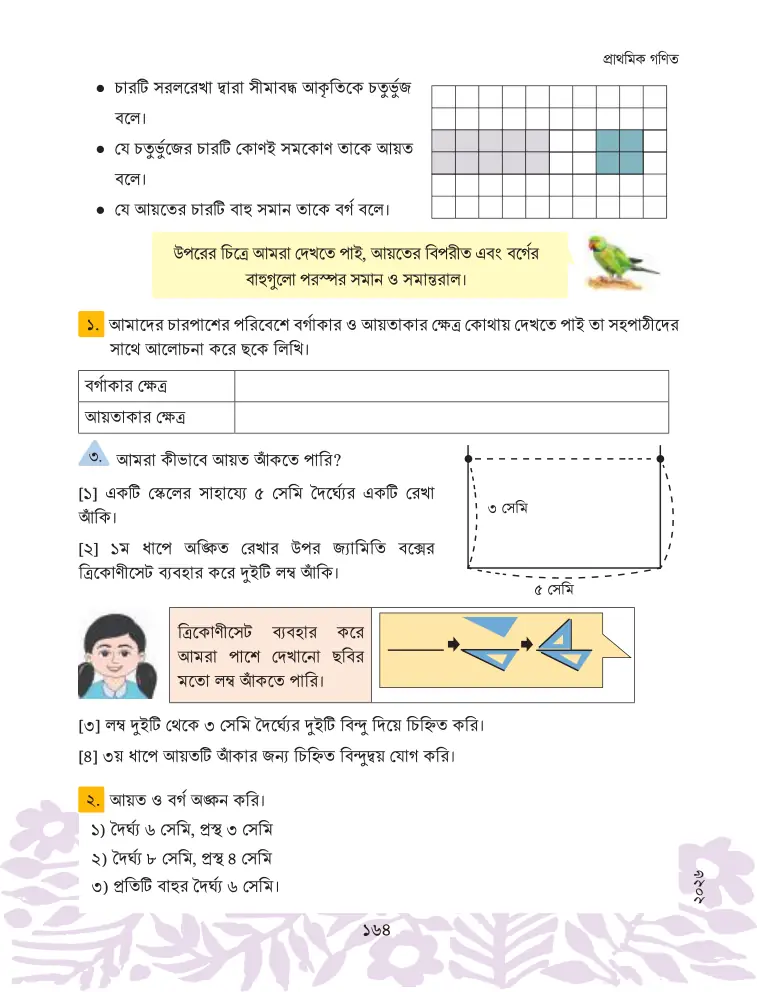 প্রাথমিক গণিত
● চারটি সরলরেখা দ্বারা সীমাবদ্ধ আকৃতিকে চতুর্ভুজ
বলে।
● যে চতুর্ভুজের চারটি কোণই সমকোণ তাকে আয়ত
বলে।
● যে আয়তের চারটি বাহু সমান তাকে বর্গ বলে।
উপরের চিত্রে আমরা দেখতে পাই, আয়তের বিপরীত এবং বর্গের
বাহুগুলো পরস্পর সমান ও সমান্তরাল।
১. আমাদের চারপাশের পরিবেশে বর্গাকার ও আয়তাকার ক্ষেত্র কোথায় দেখতে পাই তা সহপাঠীদের
সাথে আলোচনা করে ছকে লিখি।
বর্গাকার ক্ষেত্র
আয়তাকার ক্ষেত্র
৩. আমরা কীভাবে আয়ত আঁকতে পারি?
[১] একটি স্কেলের সাহায্যে ৫ সেমি দৈর্ঘ্যের একটি রেখা
আঁকি।
[২] ১ম ধাপে অঙ্কিত রেখার উপর জ্যামিতি বক্সের
ত্রিকোণীসেট ব্যবহার করে দুইটি লম্ব আঁকি।
৩ সেমি
৫ সেমি
ত্রিকোণীসেট ব্যবহার করে
আমরা পাশে দেখানো ছবির
মতো লম্ব আঁকতে পারি।
[৩] লম্ব দুইটি থেকে ৩ সেমি দৈর্ঘ্যের দুইটি বিন্দু দিয়ে চিহ্নিত করি।
[৪] ৩য় ধাপে আয়তটি আঁকার জন্য চিহ্নিত বিন্দুদ্বয় যোগ করি।
২. আয়ত ও বর্গ অঙ্কন করি।
১) দৈর্ঘ্য ৬ সেমি, প্রস্থ ৩ সেমি
২) দৈর্ঘ্য ৮ সেমি, প্রস্থ ৪ সেমি
৩) প্রতিটি বাহুর দৈর্ঘ্য ৬ সেমি।
২০২৬
১৬৪